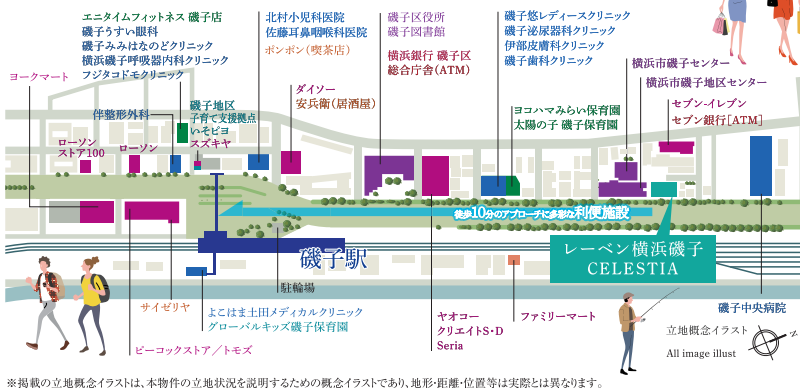 エニタイムフィットネス 磯子店
磯子うすい眼科
磯子みみはなのどクリニック
横浜磯子呼吸器内科クリニック
フジタコドモクリニック
北村小児科医院
佐藤耳鼻咽喉科医院
ポンポン(喫茶店)
磯子区役所
磯子図書館
横浜銀行 磯子区
総合庁舎(ATM)
磯子悠レディースクリニック
磯子泌尿器科クリニック
伊部皮膚科クリニック
磯子歯科クリニック
横浜市磯子センター
横浜市磯子地区センター
セブン-イレブン
セブン銀行[ATM]
ヨークマート
ダイソー
安兵衛(居酒屋)
伴整形外科
磯子地区
子育て支援拠点
いそピヨ
スズキヤ
ヨコハマみらい保育園
太陽の子 磯子保育園
ローソン
ストア100
ローソン
徒歩10分のアプローチに多彩な利便施設
磯子駅
レーベン横浜磯子
CELESTIA
駐輪場
サイゼリヤ
よこはま土田メディカルクリニック
グローバルキッズ磯子保育園
ピーコックストア/トモズ
ヤオコー
クリエイトS・D
Seria
ファミリーマート
磯子中央病院
立地概念イラスト
All image illust
N
※掲載の立地概念イラストは、本物件の立地状況を説明するための概念イラストであり、地形・距離・位置等は実際とは異なります。